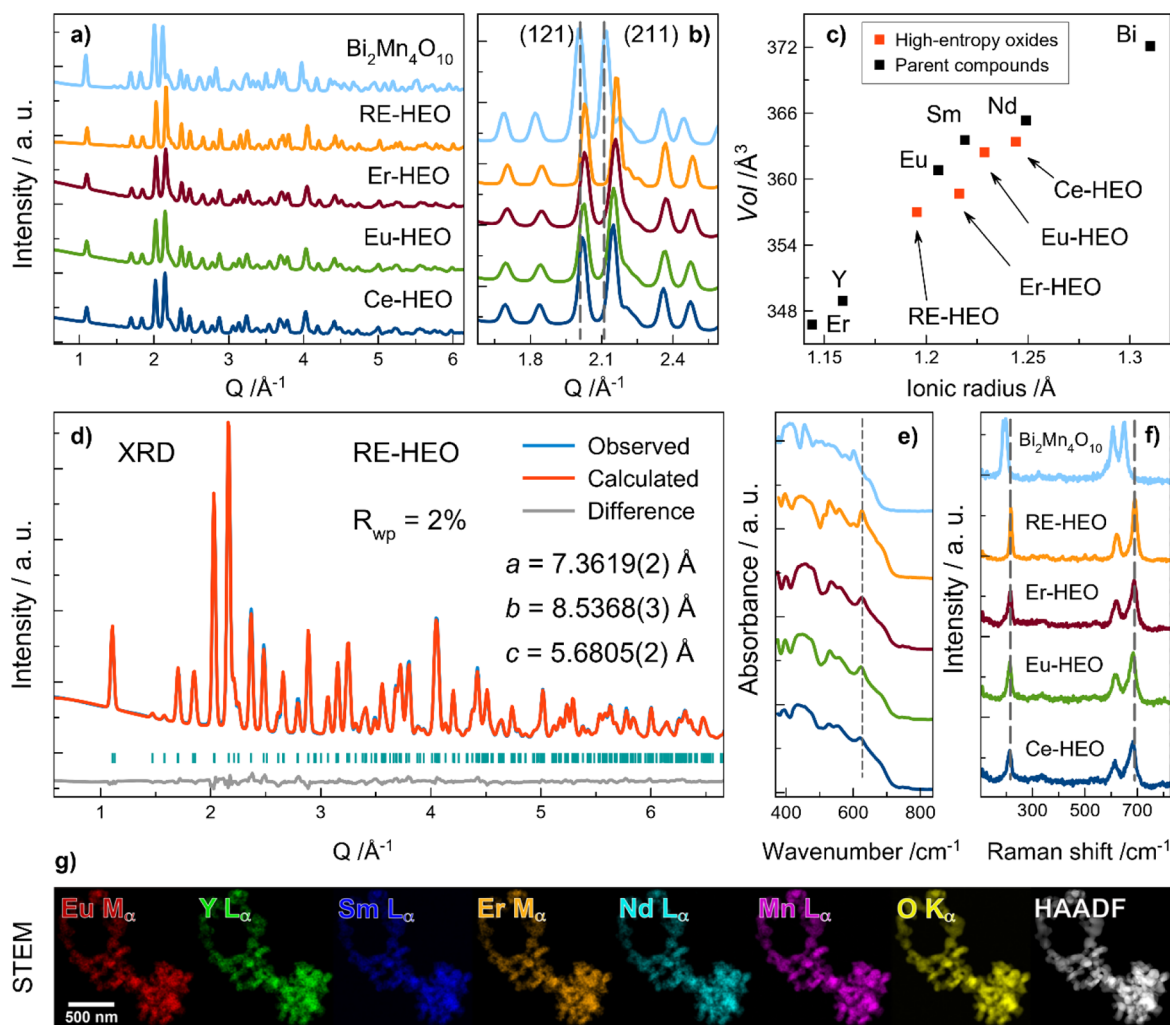 a)
Bi₂Mn₄O₁₀
RE-HEO
Er-HEO
Eu-HEO
Ce-HEO
Intensity / a. u.
1 2 3 4 5 6
Q /Å⁻¹
(121) b) (211)
1.8 2.1 2.4
Q /Å⁻¹
c)
High-entropy oxides
Parent compounds
Bi
Nd
Sm
Eu
Ce-HEO
Eu-HEO
Er-HEO
RE-HEO
Y
Er
Vol /Å³
372
366
360
354
348
1.15 1.2 1.25 1.3
Ionic radius /Å
d)
XRD RE-HEO
Rwp = 2%
Observed
Calculated
Difference
a = 7.3619(2) Å
b = 8.5368(3) Å
c = 5.6805(2) Å
Intensity / a. u.
1 2 3 4 5 6
Q /Å⁻¹
e)
Absorbance / a. u.
400 600 800
Wavenumber /cm⁻¹
f)
Bi₂Mn₄O₁₀
RE-HEO
Er-HEO
Eu-HEO
Ce-HEO
Intensity / a. u.
100 300 500 700
Raman shift /cm⁻¹
g)
STEM
Eu Mα Y Lα Sm Lα Er Mα Nd Lα Mn Lα O Kα HAADF
500 nm